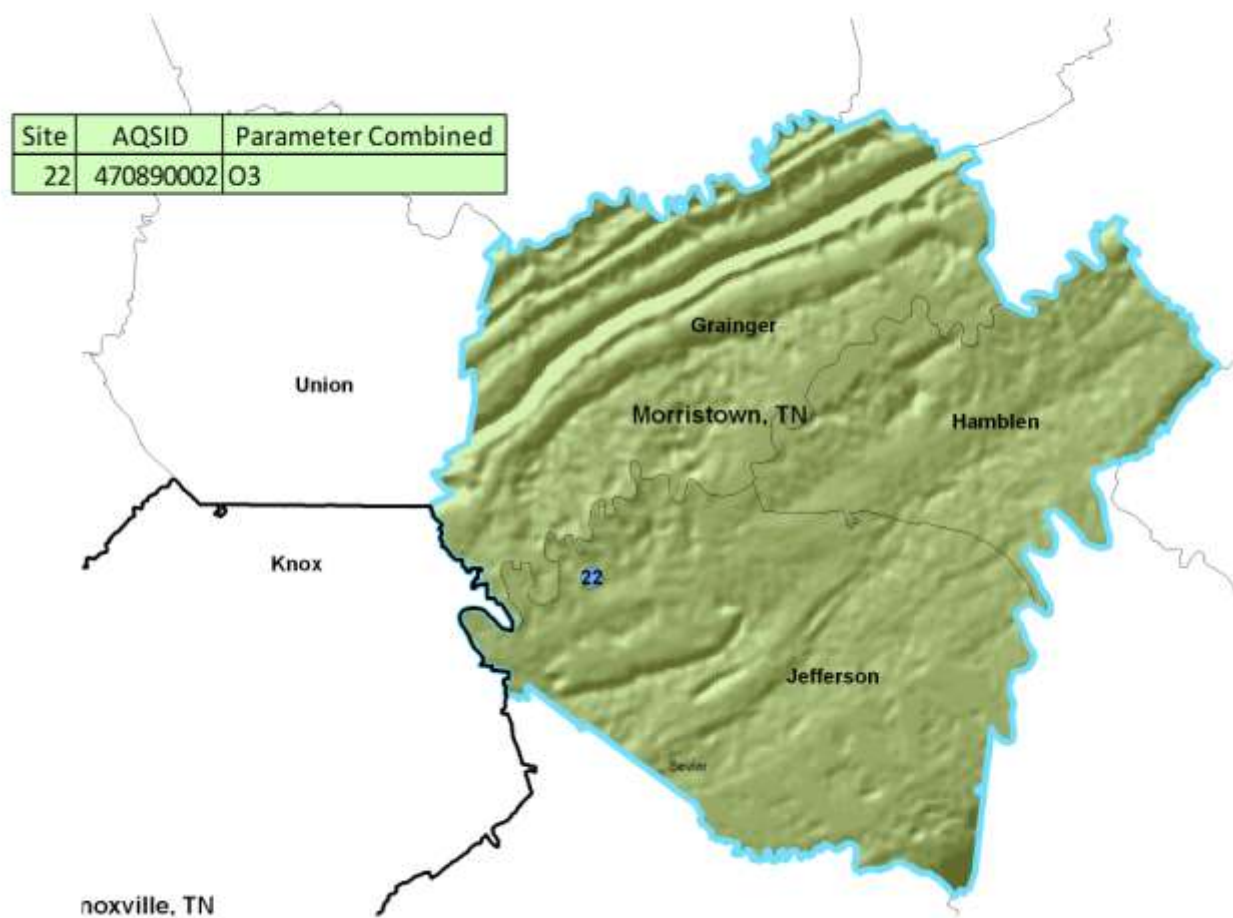 Site AQSID Parameter Combined
22 470890002 O3
Grainger
Union
Morristown, TN
Hamblen
Knox
22
Jefferson
Sevier
noxville, TN